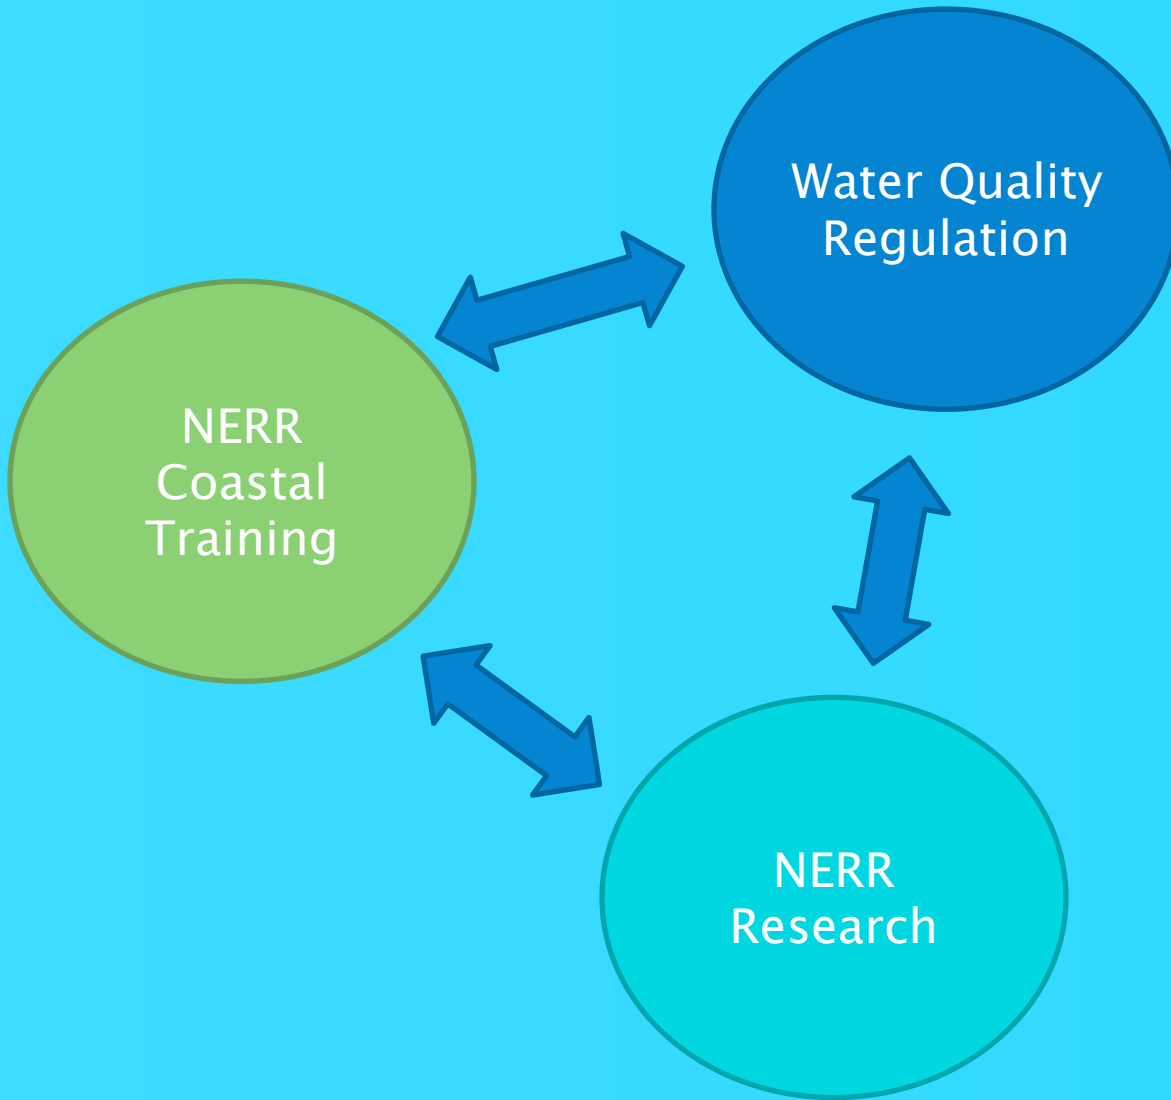 Water Quality
Regulation
NERR
Coastal
Training
NERR
Research